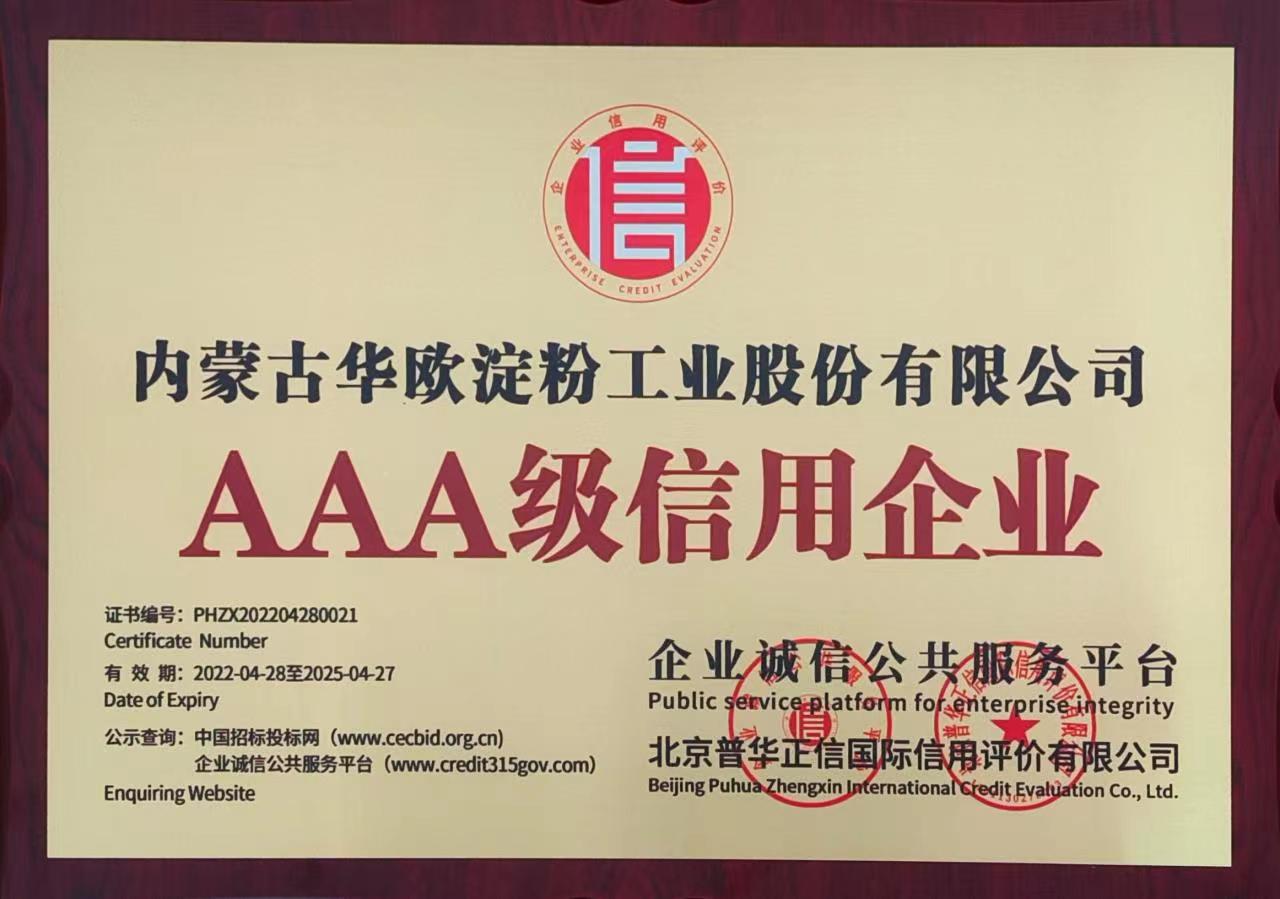 企业信用评价
信
ENTERPRISE CREDIT EVALUATION
内蒙古华欧淀粉工业股份有限公司
AAA级信用企业
证书编号：PHZX202204280021
Certificate Number
有 效 期：2022-04-28至2025-04-27
Date of Expiry
公示查询：中国招标投标网（www.cecbid.org.cn)
企业诚信公共服务平台（www.credit315gov.com）
Enquiring Website
企业诚信公共服务平台
Public service platform for enterprise integrity
北京普华正信国际信用评价有限公司
Beijing Puhua Zhengxin International Credit Evaluation Co., Ltd.